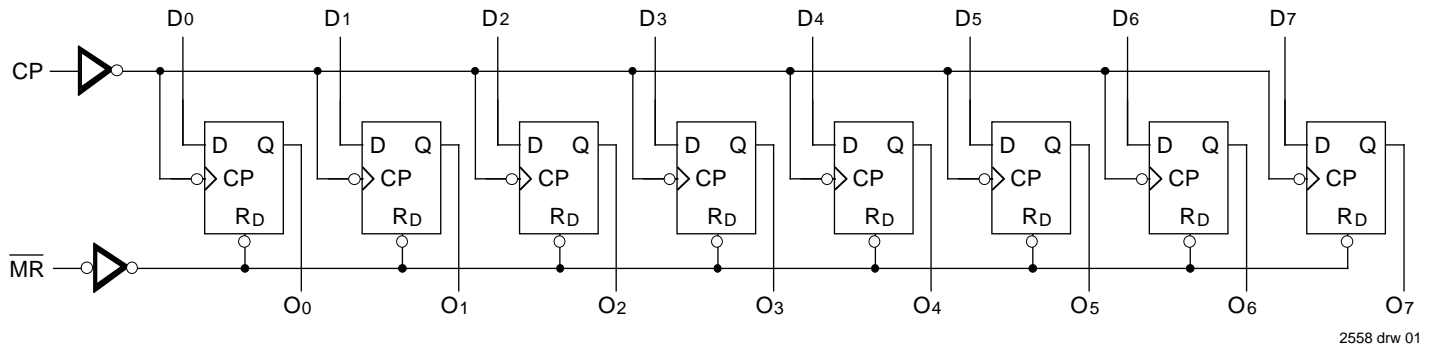 D0 D1 D2 D3 D4 D5 D6 D7
CP
D Q D Q D Q D Q D Q D Q D Q D Q
CP CP CP CP CP CP CP CP
RD RD RD RD RD RD RD RD
M̅R̅
O0 O1 O2 O3 O4 O5 O6 O7
2558 drw 01